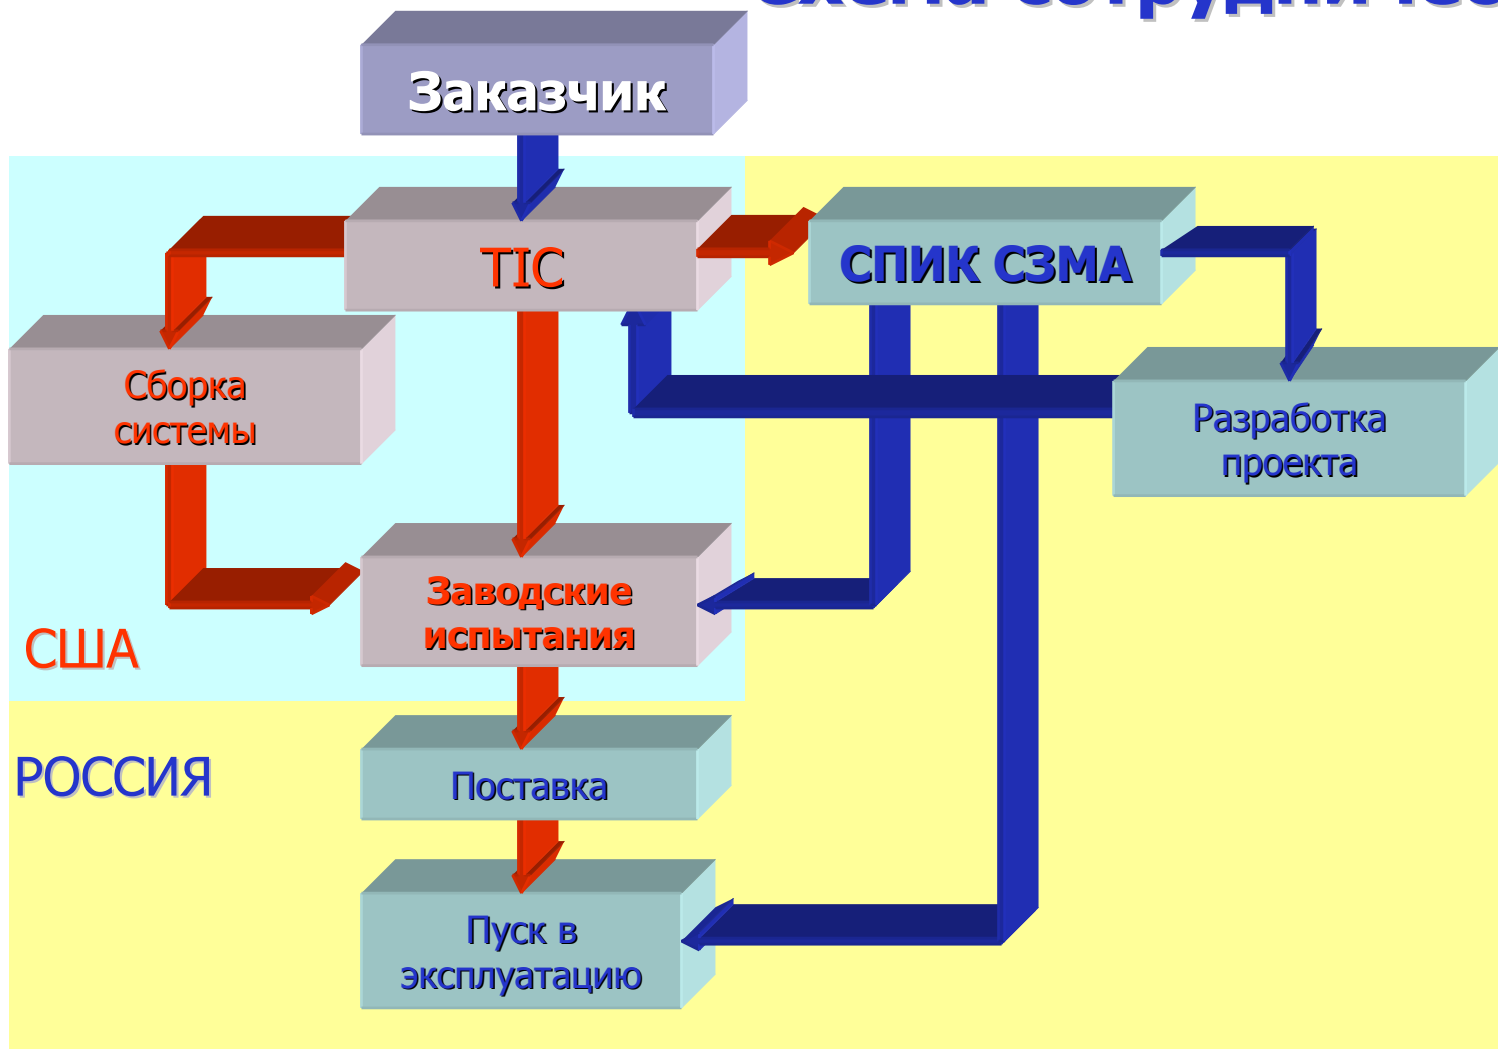 Заказчик
TIC
СПИК СЗМА
Сборка
системы
Разработка
проекта
Заводские
испытания
США
РОССИЯ
Поставка
Пуск в
эксплуатацию